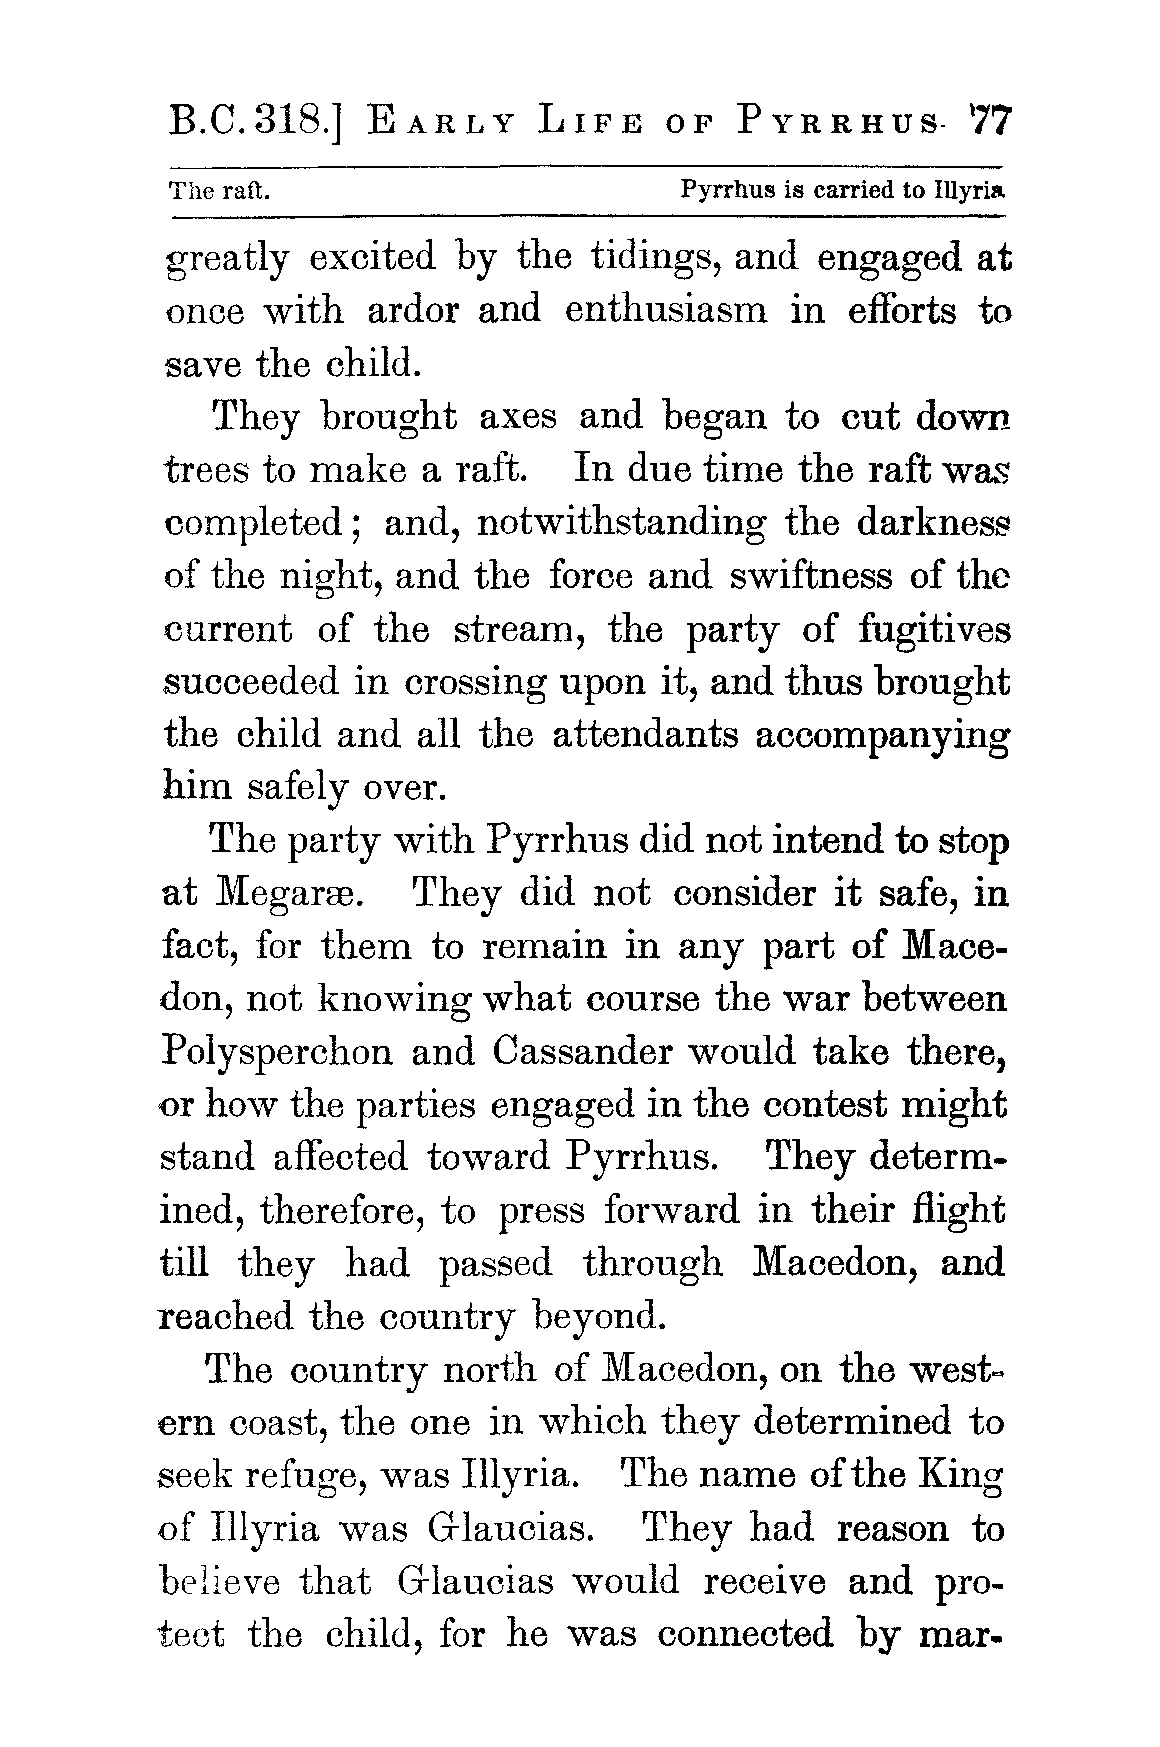 B.C. 318.] EARLY LIFE OF PYRRHUS. 77
The raft. Pyrrhus is carried to Illyria.
greatly excited by the tidings, and engaged at
once with ardor and enthusiasm in efforts to
save the child.
They brought axes and began to cut down
trees to make a raft. In due time the raft was
completed; and, notwithstanding the darkness
of the night, and the force and swiftness of the
current of the stream, the party of fugitives
succeeded in crossing upon it, and thus brought
the child and all the attendants accompanying
him safely over.
The party with Pyrrhus did not intend to stop
at Megaræ. They did not consider it safe, in
fact, for them to remain in any part of Mace-
don, not knowing what course the war between
Polysperchon and Cassander would take there,
or how the parties engaged in the contest might
stand affected toward Pyrrhus. They determ-
ined, therefore, to press forward in their flight
till they had passed through Macedon, and
reached the country beyond.
The country north of Macedon, on the west-
ern coast, the one in which they determined to
seek refuge, was Illyria. The name of the King
of Illyria was Glaucias. They had reason to
believe that Glaucias would receive and pro-
tect the child, for he was connected by mar-